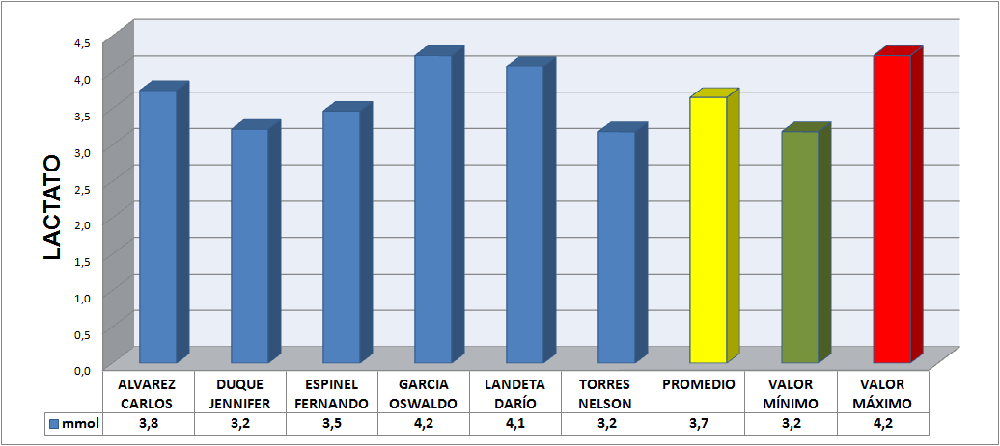 LACTATO
4,5
4,0
3,5
3,0
2,5
2,0
1,5
1,0
0,5
0,0
ALVAREZ CARLOS
DUQUE JENNIFER
ESPINEL FERNANDO
GARCIA OSWALDO
LANDETA DARÍO
TORRES NELSON
PROMEDIO
VALOR MÍNIMO
VALOR MÁXIMO
mmol 3,8 3,2 3,5 4,2 4,1 3,2 3,7 3,2 4,2